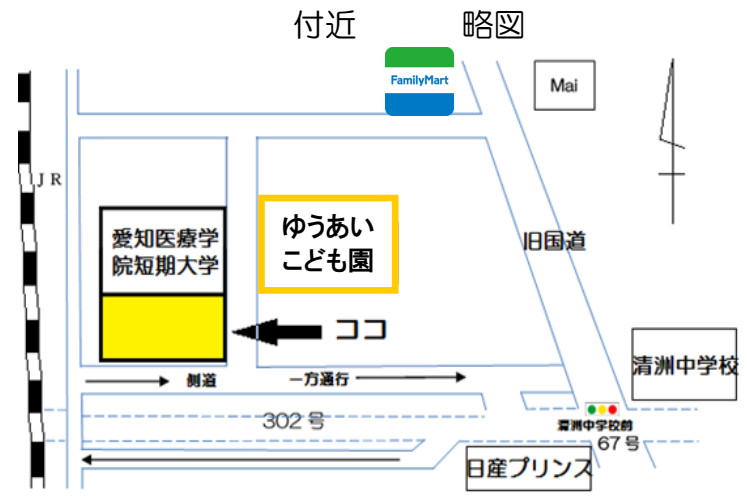 付近 略図
FamilyMart
Mai
JR
愛知医療学
院短期大学
ゆうあい
こども園
旧国道
ココ
清洲中学校
側道 一方通行
302号
清洲中学校前
67号
日産プリンス